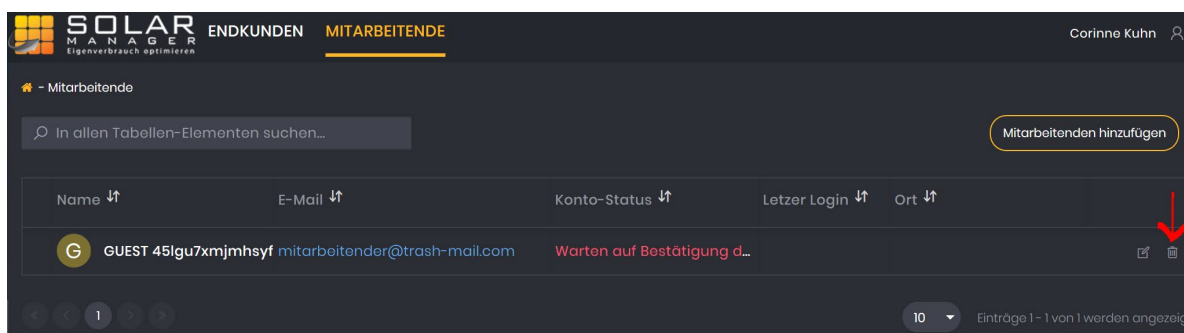 SOLAR
MANAGER
Eigenverbrauch optimieren
ENDKUNDEN MITARBEITENDE
Corinne Kuhn
- Mitarbeitende
In allen Tabellen-Elementen suchen...
Mitarbeitenden hinzufügen
Name E-Mail Konto-Status Letzer Login Ort
G GUEST 45lgu7xmjmhsyf mitarbeitender@trash-mail.com Warten auf Bestätigung d...
« < 1 > »
10 Einträge 1 - 1 von 1 werden angezeig